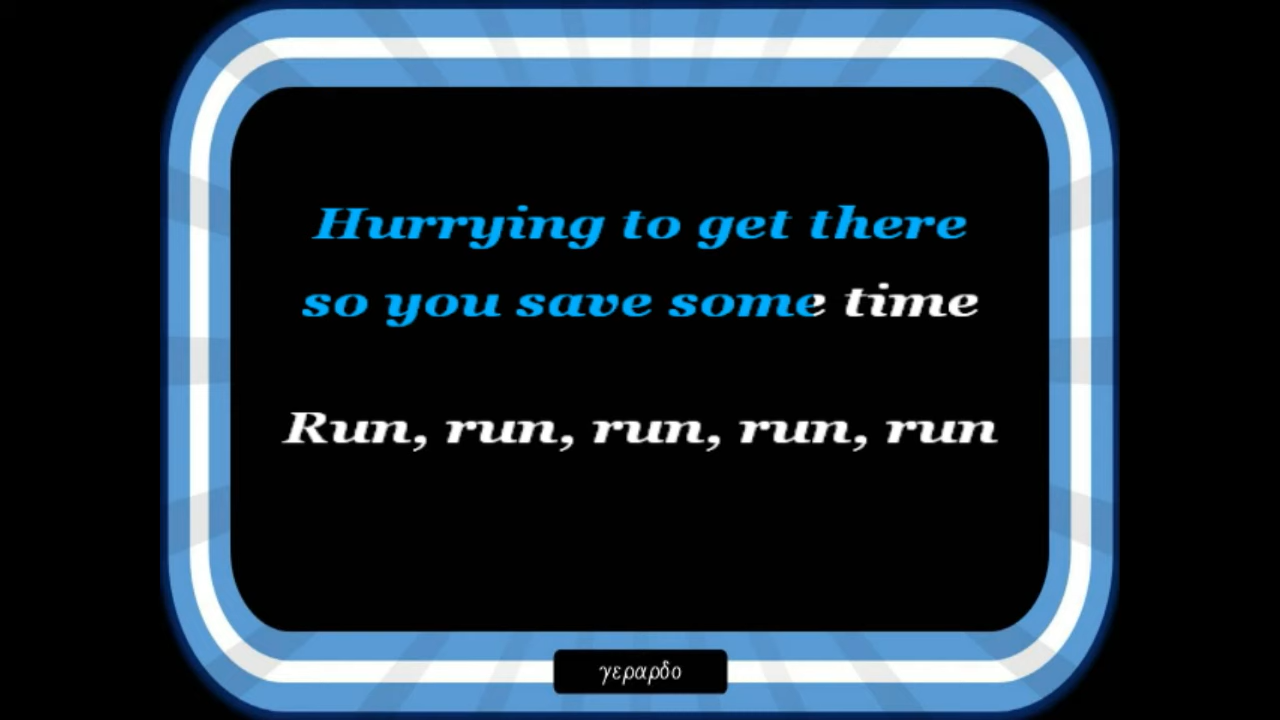 Hurrying to get there
so you save some time
Run, run, run, run, run
γεραρδο